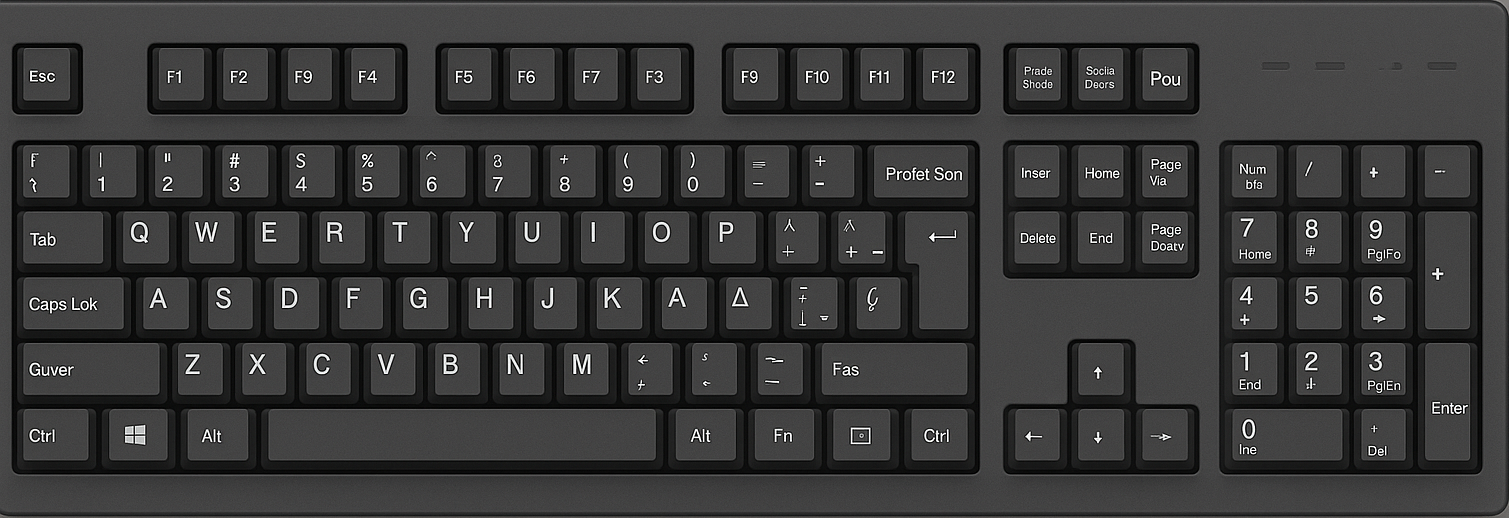 Esc F1 F2 F9 F4 F5 F6 F7 F3 F9 F10 F11 F12 Prade Shode Soclia Deors Pou
# S % ^ 8 + ( ) +
1 2 3 4 5 6 7 8 9 0 - - Profet Son Inser Home Page Via Num bfa / + -
Tab Q W E R T Y U I O P Delete End Page Doatv 7 Home 8 9 PglFo
Caps Lok A S D F G H J K A Δ Ç 4 + 5 6 → +
Guver Z X C V B N M Fas ↑ 1 End 2 3 PglEn
Ctrl Alt Alt Fn Ctrl ← ↓ → 0 Ine + Del Enter